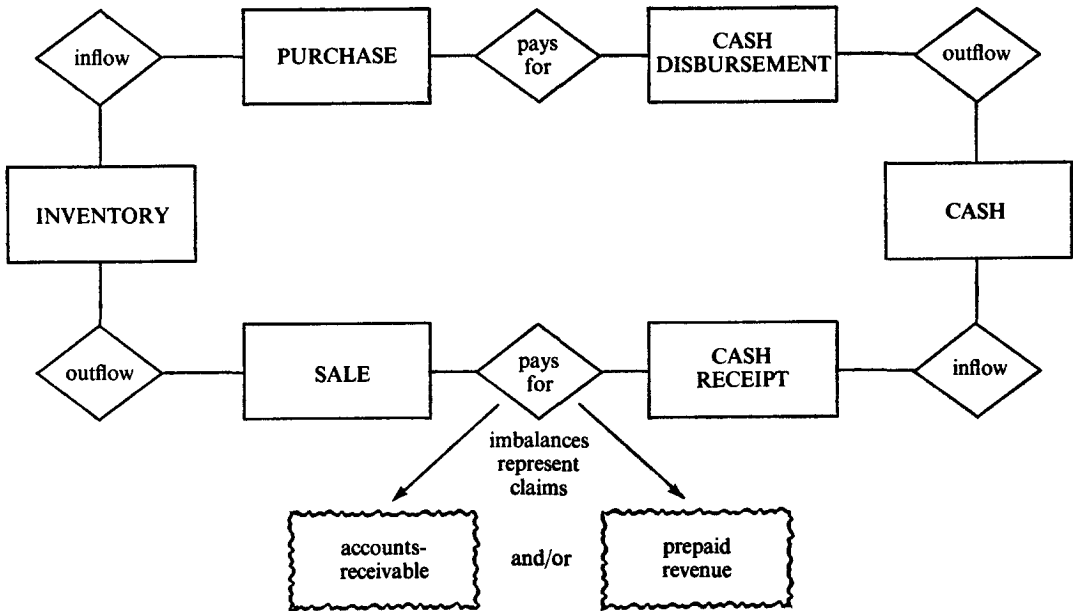 inflow
PURCHASE
pays
for
CASH
DISBURSEMENT
outflow
INVENTORY
CASH
outflow
SALE
pays
for
CASH
RECEIPT
inflow
imbalances
represent
claims
accounts-
receivable
and/or
prepaid
revenue